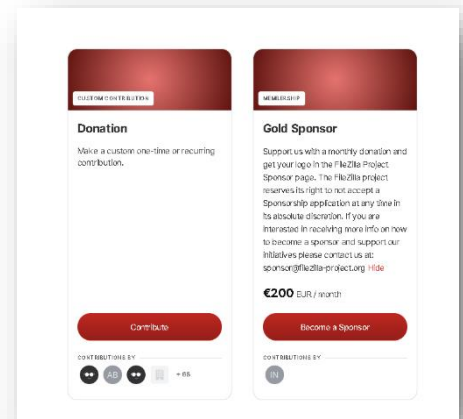 CUSTOM CONTRIBUTION
Donation
Make a custom one-time or recurring
contribution.
Contribute
CONTRIBUTIONS BY
AB
+ 68
MEMBERSHIP
Gold Sponsor
Support us with a monthly donation and
get your logo in the FileZilla Project
Sponsor page. The FileZilla project
reserves its right to not accept a
Sponsorship application at any time in
its absolute discretion. If you are
interested in receiving more info on how
to become a sponsor and support our
initiatives please contact us at:
sponsor@filezilla-project.org Hide
€200 EUR / month
Become a Sponsor
CONTRIBUTIONS BY
IN